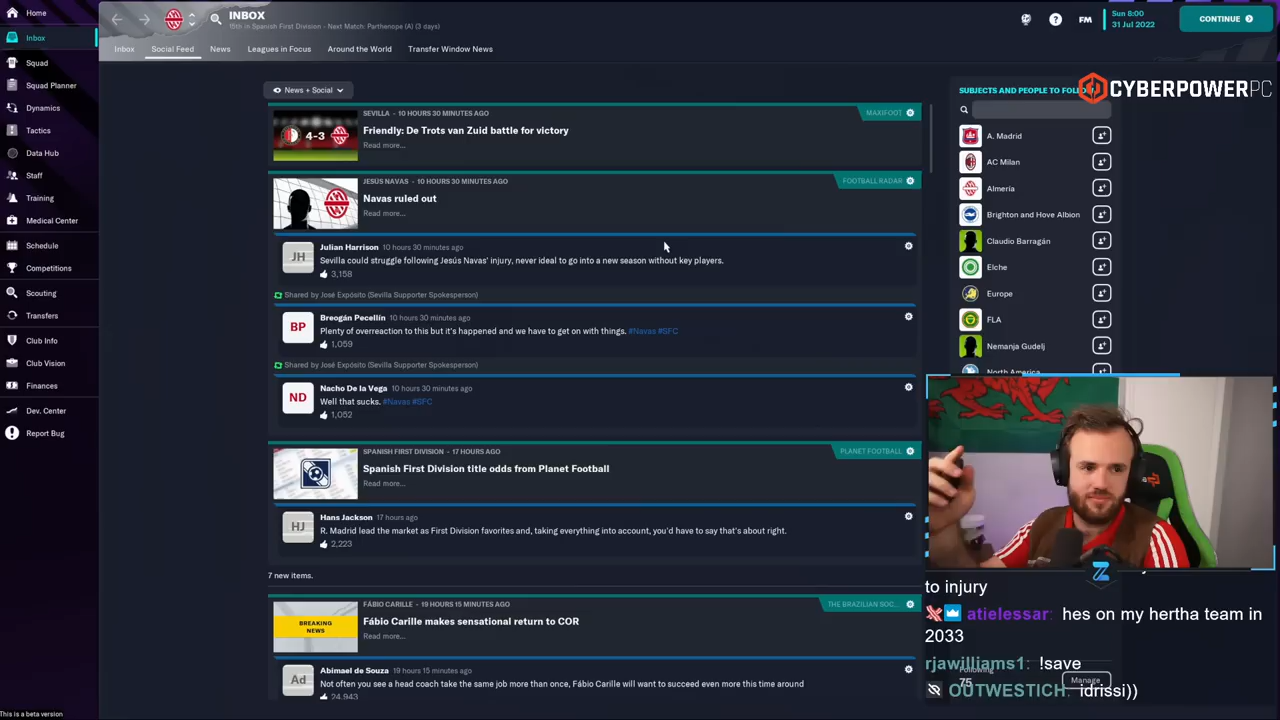 Home
Inbox
Squad
Squad Planner
Dynamics
Tactics
Data Hub
Staff
Training
Medical Center
Schedule
Competitions
Scouting
Transfers
Club Info
Club Vision
Finances
Dev. Center
Report Bug
This is a beta version
INBOX
15th in Spanish First Division - Next Match: Parthenope (A) (3 days)
FM
Sun 8:00
31 Jul 2022
CONTINUE
Inbox
Social Feed
News
Leagues in Focus
Around the World
Transfer Window News
News + Social
SEVILLA - 10 HOURS 30 MINUTES AGO
MAXIFOOT
4-3
Friendly: De Trots van Zuid battle for victory
Read more...
JESÚS NAVAS - 10 HOURS 30 MINUTES AGO
FOOTBALL RADAR
Navas ruled out
Read more...
JH
Julian Harrison 10 hours 30 minutes ago
Sevilla could struggle following Jesús Navas' injury, never ideal to go into a new season without key players.
3,158
Shared by José Expósito (Sevilla Supporter Spokesperson)
BP
Breogán Pecellín 10 hours 30 minutes ago
Plenty of overreaction to this but it's happened and we have to get on with things. #Navas #SFC
1,059
Shared by José Expósito (Sevilla Supporter Spokesperson)
ND
Nacho De la Vega 10 hours 30 minutes ago
Well that sucks. #Navas #SFC
1,052
SPANISH FIRST DIVISION - 17 HOURS AGO
PLANET FOOTBALL
Spanish First Division title odds from Planet Football
Read more...
HJ
Hans Jackson 17 hours ago
R. Madrid lead the market as First Division favorites and, taking everything into account, you'd have to say that's about right.
2,223
7 new items.
FÁBIO CARILLE - 19 HOURS 15 MINUTES AGO
THE BRAZILIAN SOC...
BREAKING NEWS
Fábio Carille makes sensational return to COR
Read more...
Ad
Abimael de Souza 19 hours 15 minutes ago
Not often you see a head coach take the same job more than once, Fábio Carille will want to succeed even more this time around
24,943
SUBJECTS AND PEOPLE TO
CYBERPOWERPC
A. Madrid
AC Milan
Almería
Brighton and Hove Albion
Claudio Barragán
Elche
Europe
FLA
Nemanja Gudelj
North America
to injury
atielessar: hes on my hertha team in
2033
rjawilliams1: !save
Following
75
Manage
OUTWESTICH: idrissi))